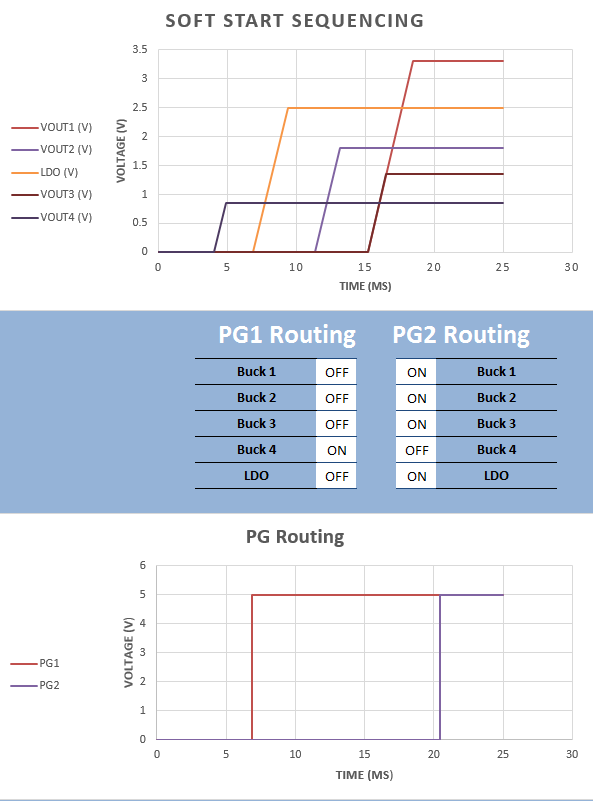 SOFT START SEQUENCING
3.5
3
2.5
2
1.5
1
0.5
0
VOLTAGE (V)
VOUT1 (V)
VOUT2 (V)
LDO (V)
VOUT3 (V)
VOUT4 (V)
0 5 10 15 20 25 30
TIME (MS)
PG1 Routing PG2 Routing
Buck 1 OFF ON Buck 1
Buck 2 OFF ON Buck 2
Buck 3 OFF ON Buck 3
Buck 4 ON OFF Buck 4
LDO OFF ON LDO
PG Routing
6
5
4
3
2
1
0
VOLTAGE (V)
PG1
PG2
0 5 10 15 20 25 30
TIME (MS)